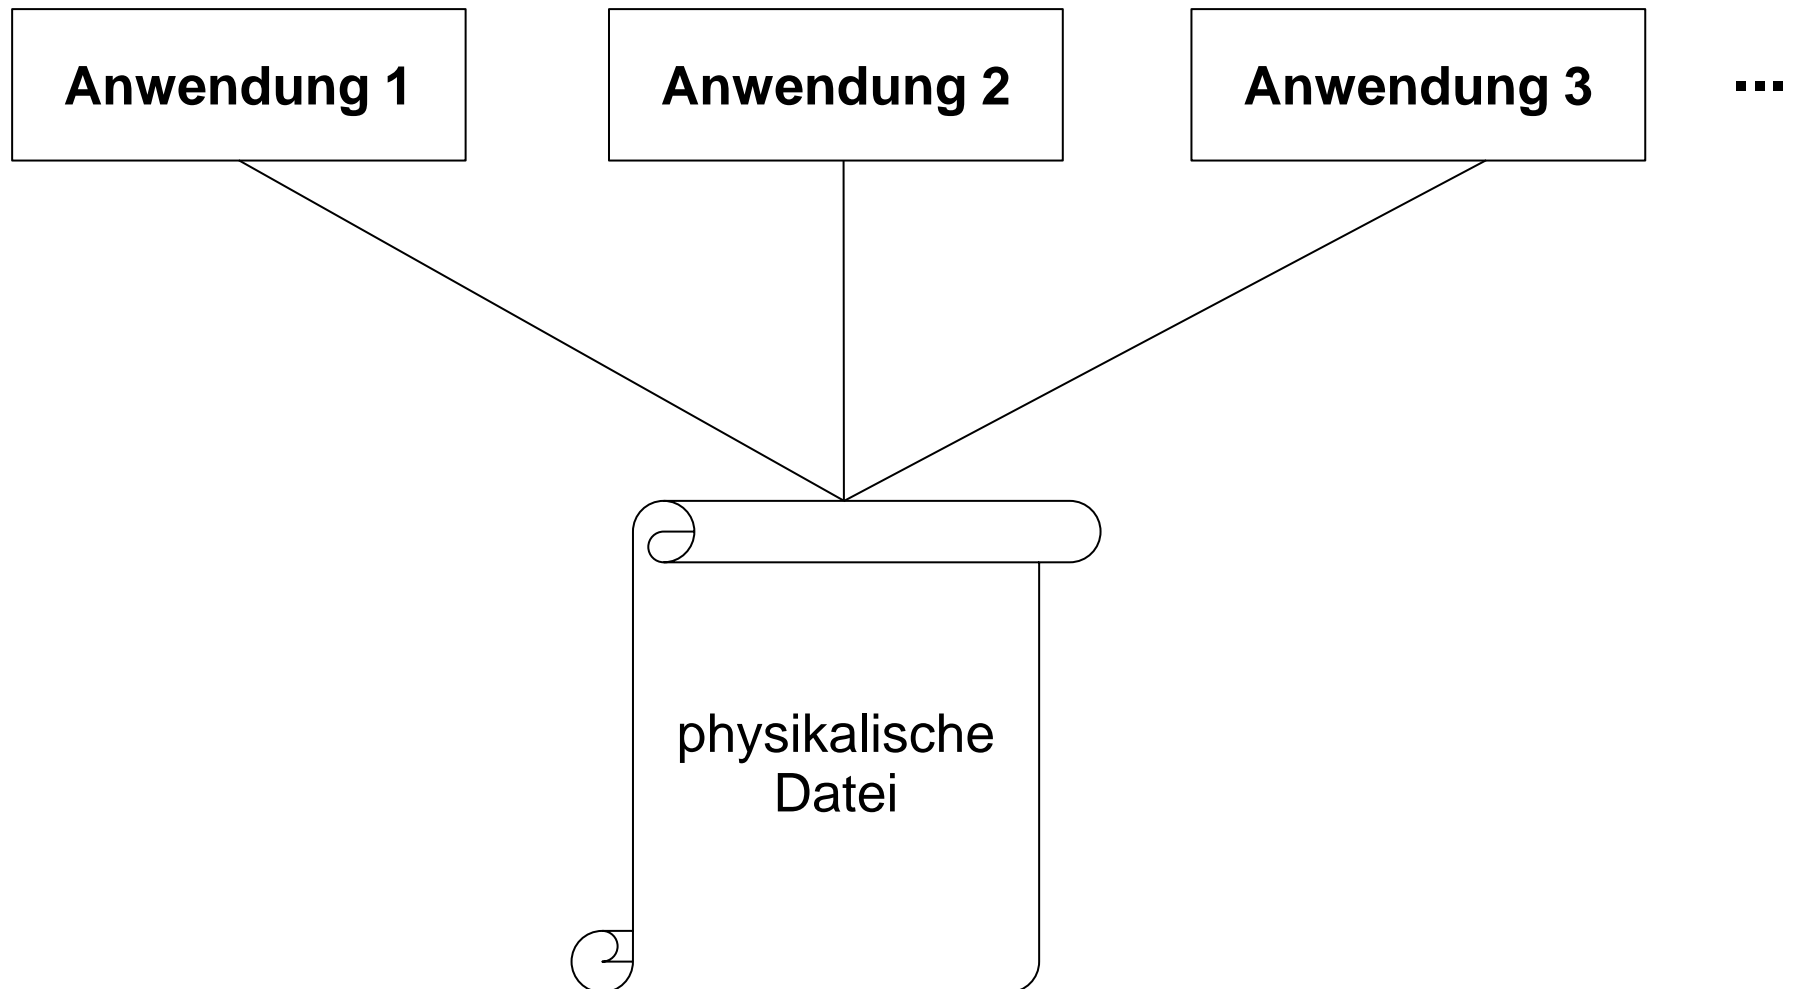 Anwendung 1
Anwendung 2
Anwendung 3
...
physikalische
Datei